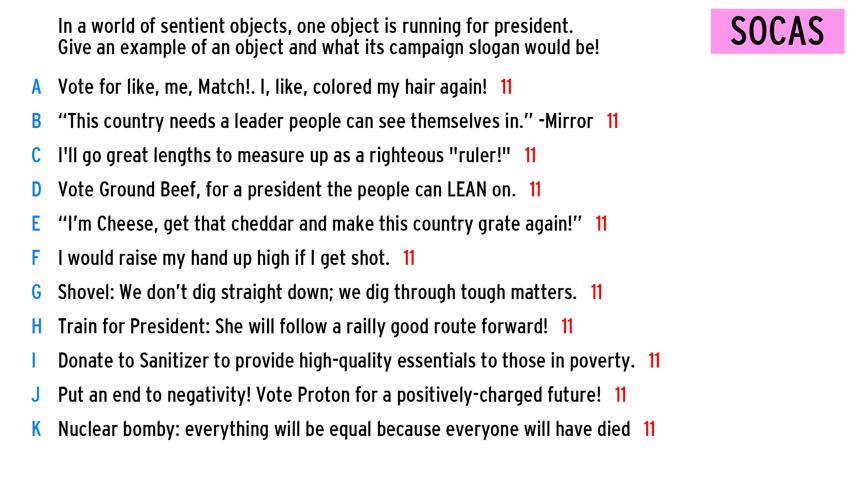 In a world of sentient objects, one object is running for president.
SOCAS
Give an example of an object and what its campaign slogan would be!
A Vote for like, me, Match!. I, like, colored my hair again! 11
B “This country needs a leader people can see themselves in.” -Mirror 11
C I'll go great lengths to measure up as a righteous "ruler!" 11
D Vote Ground Beef, for a president the people can LEAN on. 11
E “I’m Cheese, get that cheddar and make this country grate again!” 11
F I would raise my hand up high if I get shot. 11
G Shovel: We don’t dig straight down; we dig through tough matters. 11
H Train for President: She will follow a railly good route forward! 11
I Donate to Sanitizer to provide high-quality essentials to those in poverty. 11
J Put an end to negativity! Vote Proton for a positively-charged future! 11
K Nuclear bomby: everything will be equal because everyone will have died 11